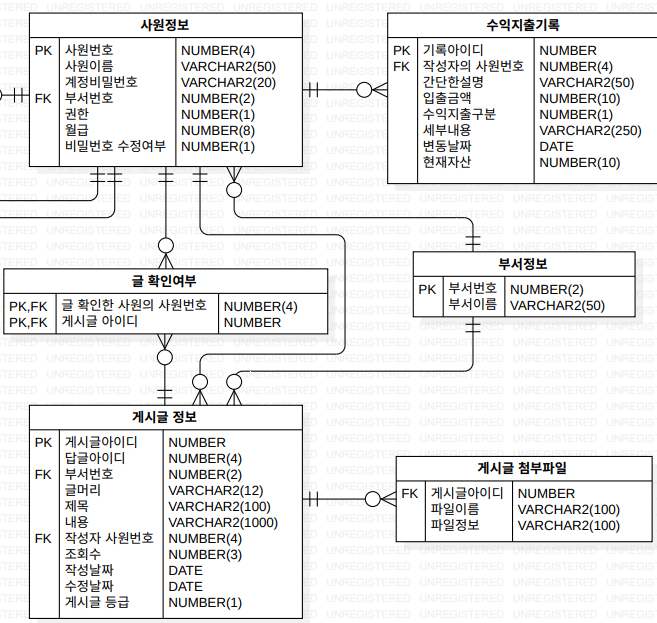 사원정보
PK 사원번호 NUMBER(4)
사원이름 VARCHAR2(50)
계정비밀번호 VARCHAR2(20)
FK 부서번호 NUMBER(2)
권한 NUMBER(1)
월급 NUMBER(8)
비밀번호 수정여부 NUMBER(1)
수익지출기록
PK 기록아이디 NUMBER
FK 작성자의 사원번호 NUMBER(4)
간단한설명 VARCHAR2(50)
입출금액 NUMBER(10)
수익지출구분 NUMBER(1)
세부내용 VARCHAR2(250)
변동날짜 DATE
현재자산 NUMBER(10)
글 확인여부
PK,FK 글 확인한 사원의 사원번호 NUMBER(4)
PK,FK 게시글 아이디 NUMBER
부서정보
PK 부서번호 NUMBER(2)
부서이름 VARCHAR2(50)
게시글 정보
PK 게시글아이디 NUMBER
답글아이디 NUMBER(4)
FK 부서번호 NUMBER(2)
글머리 VARCHAR2(12)
제목 VARCHAR2(100)
내용 VARCHAR2(1000)
FK 작성자 사원번호 NUMBER(4)
조회수 NUMBER(3)
작성날짜 DATE
수정날짜 DATE
게시글 등급 NUMBER(1)
게시글 첨부파일
FK 게시글아이디 NUMBER
파일이름 VARCHAR2(100)
파일정보 VARCHAR2(100)